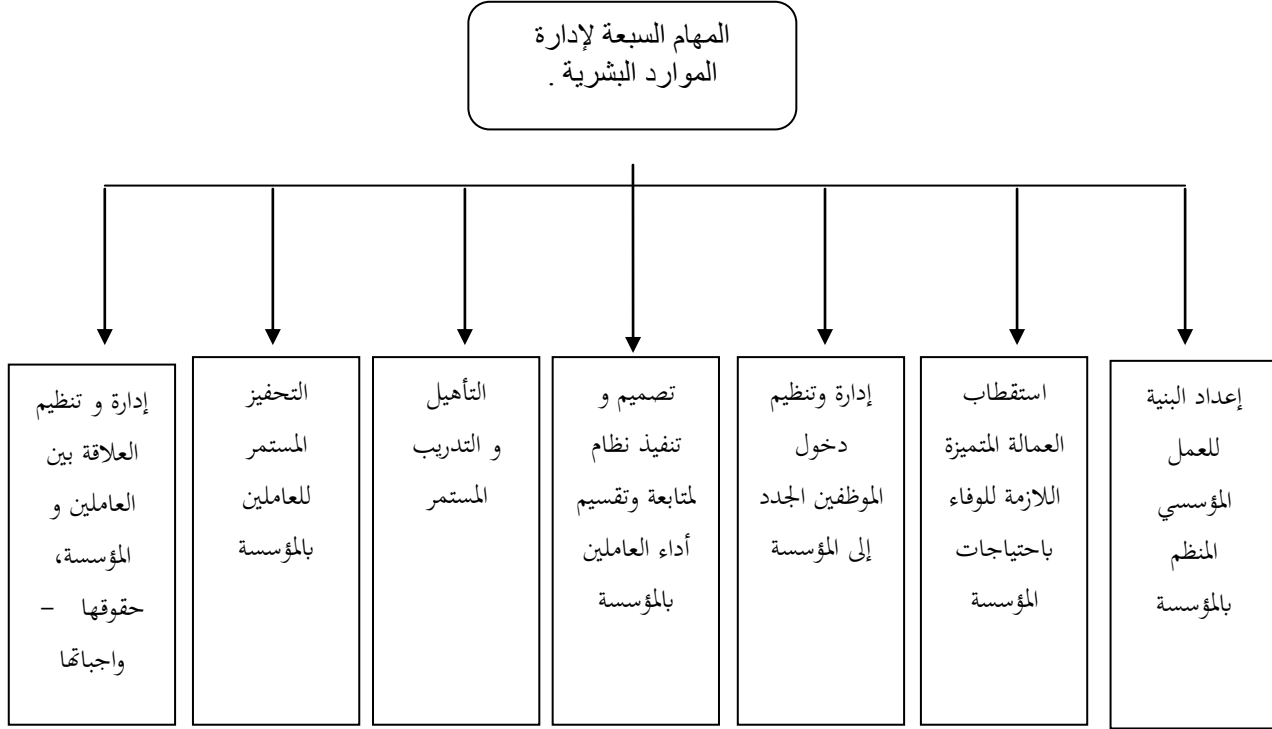 المهام السبعة لإدارة
الموارد البشرية .
إعداد البنية
للعمل
المؤسسي
المنظم
بالمؤسسة
استقطاب
العمالة المتميزة
اللازمة للوفاء
باحتياجات
المؤسسة
إدارة وتنظيم
دخول
الموظفين الجدد
إلى المؤسسة
تصميم و
تنفيذ نظام
لمتابعة وتقسيم
أداء العاملين
بالمؤسسة
التأهيل
و التدريب
المستمر
التحفيز
المستمر
للعاملين
بالمؤسسة
إدارة و تنظيم
العلاقة بين
العاملين و
المؤسسة،
حقوقها –
واجباتها